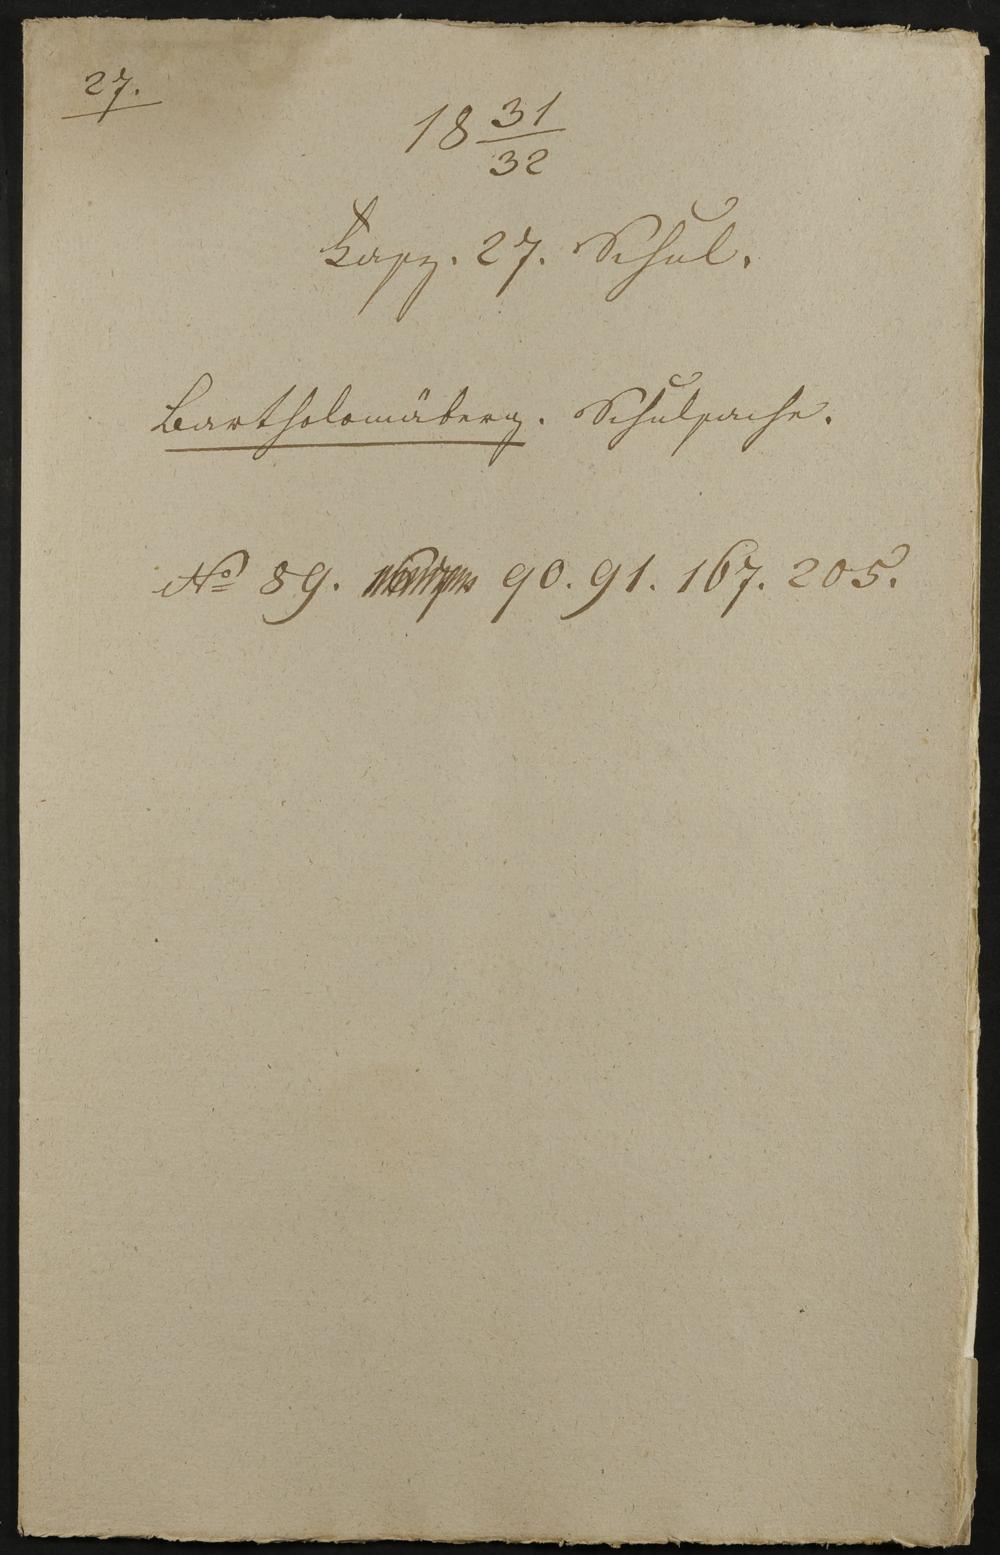 27.
18 31/32
Fasz. 27. Schul.
Bartholomäberg. Schulsache.
No 89. 90. 91. 167. 205.